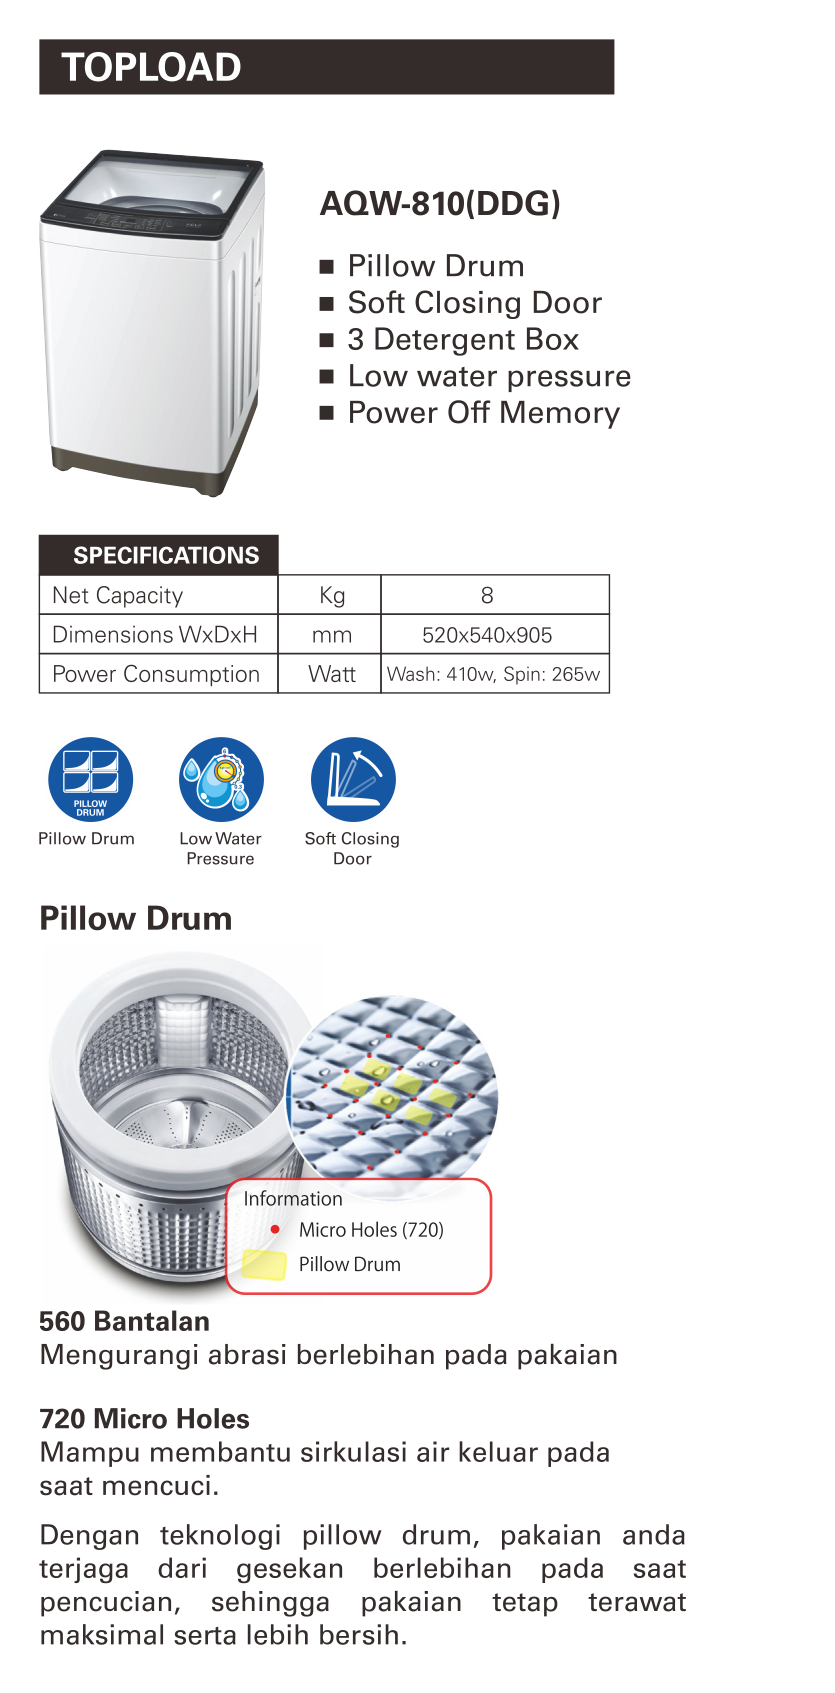 TOPLOAD
AQW-810(DDG)
■ Pillow Drum
■ Soft Closing Door
■ 3 Detergent Box
■ Low water pressure
■ Power Off Memory
SPECIFICATIONS
Net Capacity Kg 8
Dimensions WxDxH mm 520x540x905
Power Consumption Watt Wash: 410w, Spin: 265w
PILLOW
DRUM
Pillow Drum
Low Water
Pressure
Soft Closing
Door
Pillow Drum
Information
Micro Holes (720)
Pillow Drum
560 Bantalan
Mengurangi abrasi berlebihan pada pakaian
720 Micro Holes
Mampu membantu sirkulasi air keluar pada
saat mencuci.
Dengan teknologi pillow drum, pakaian anda
terjaga dari gesekan berlebihan pada saat
pencucian, sehingga pakaian tetap terawat
maksimal serta lebih bersih.